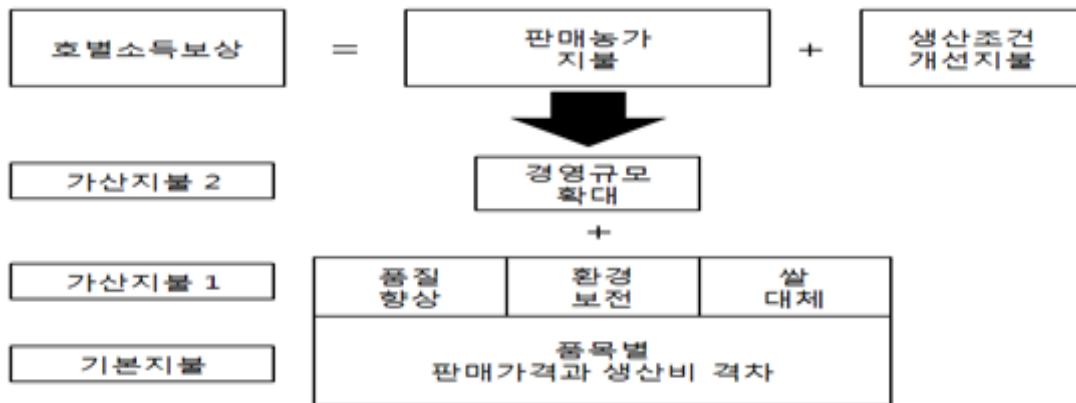 호별소득보상 = 판매농가 + 생산조건
지불 개선지불
가산지불 2 경영규모
확대
+
가산지불 1 품질 환경 쌀
향상 보전 대체
기본지불 품목별
판매가격과 생산비 격차